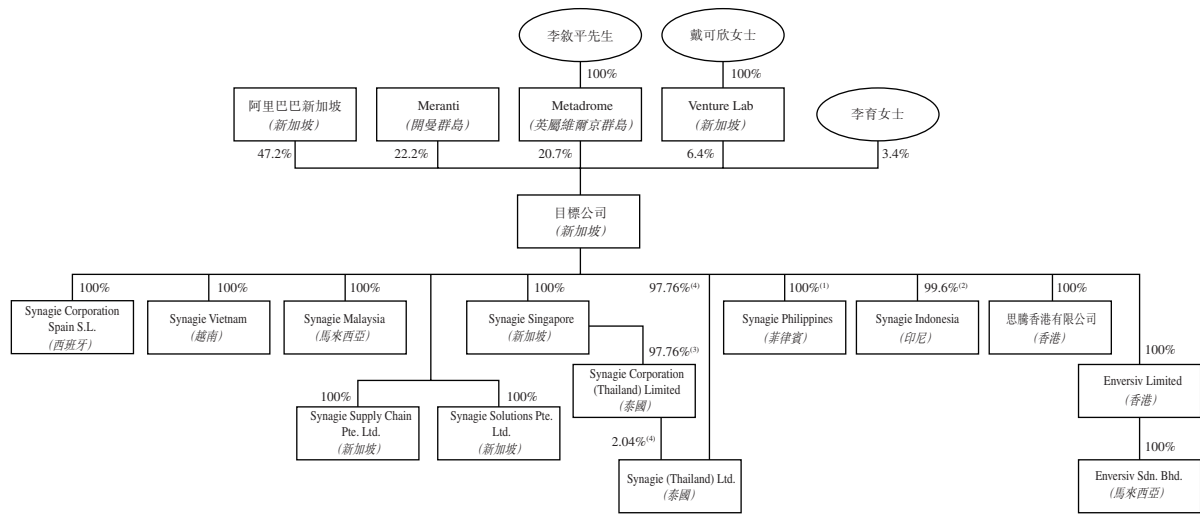 李敘平先生
戴可欣女士
100%
100%
阿里巴巴新加坡
(新加坡)
Meranti
(開曼群島)
Metadrome
(英屬維爾京群島)
Venture Lab
(新加坡)
李育女士
47.2%
22.2%
20.7%
6.4%
3.4%
目標公司
(新加坡)
100%
100%
100%
100%
97.76%(4)
100%(1)
99.6%(2)
100%
Synagie Corporation
Spain S.L.
(西班牙)
Synagie Vietnam
(越南)
Synagie Malaysia
(馬來西亞)
Synagie Singapore
(新加坡)
Synagie Philippines
(菲律賓)
Synagie Indonesia
(印尼)
思騰香港有限公司
(香港)
97.76%(3)
100%
Synagie Corporation
(Thailand) Limited
(泰國)
Enversiv Limited
(香港)
100%
100%
Synagie Supply Chain
Pte. Ltd.
(新加坡)
Synagie Solutions Pte.
Ltd.
(新加坡)
2.04%(4)
100%
Synagie (Thailand) Ltd.
(泰國)
Enversiv Sdn. Bhd.
(馬來西亞)